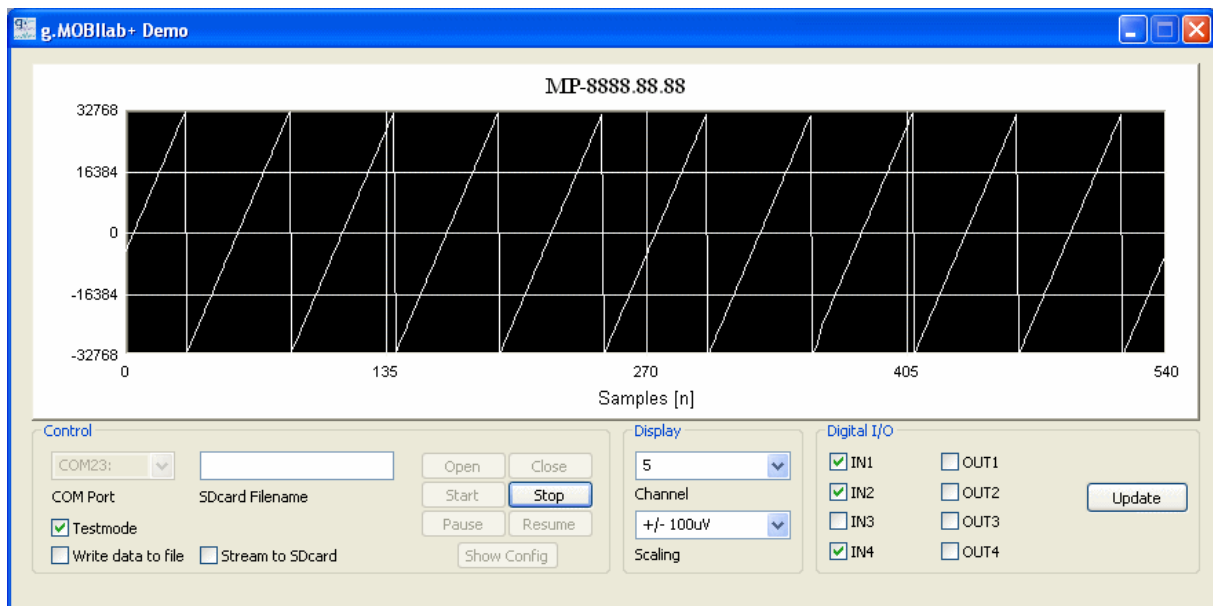 g.MOBIlab+ Demo
MP-8888.88.88
32768
16384
0
-16384
-32768
0 135 270 405 540
Samples [n]
Control
COM23:
COM Port
SDcard Filename
Testmode
Write data to file
Stream to SDcard
Open
Close
Start
Stop
Pause
Resume
Show Config
Display
5
Channel
+/- 100uV
Scaling
Digital I/O
IN1
OUT1
IN2
OUT2
IN3
OUT3
IN4
OUT4
Update